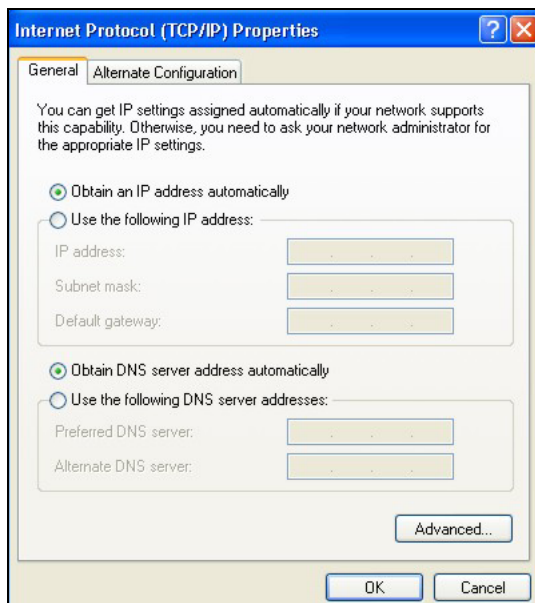 Internet Protocol (TCP/IP) Properties
General
Alternate Configuration
You can get IP settings assigned automatically if your network supports
this capability. Otherwise, you need to ask your network administrator for
the appropriate IP settings.
Obtain an IP address automatically
Use the following IP address:
IP address:
Subnet mask:
Default gateway:
Obtain DNS server address automatically
Use the following DNS server addresses:
Preferred DNS server:
Alternate DNS server:
Advanced...
OK
Cancel